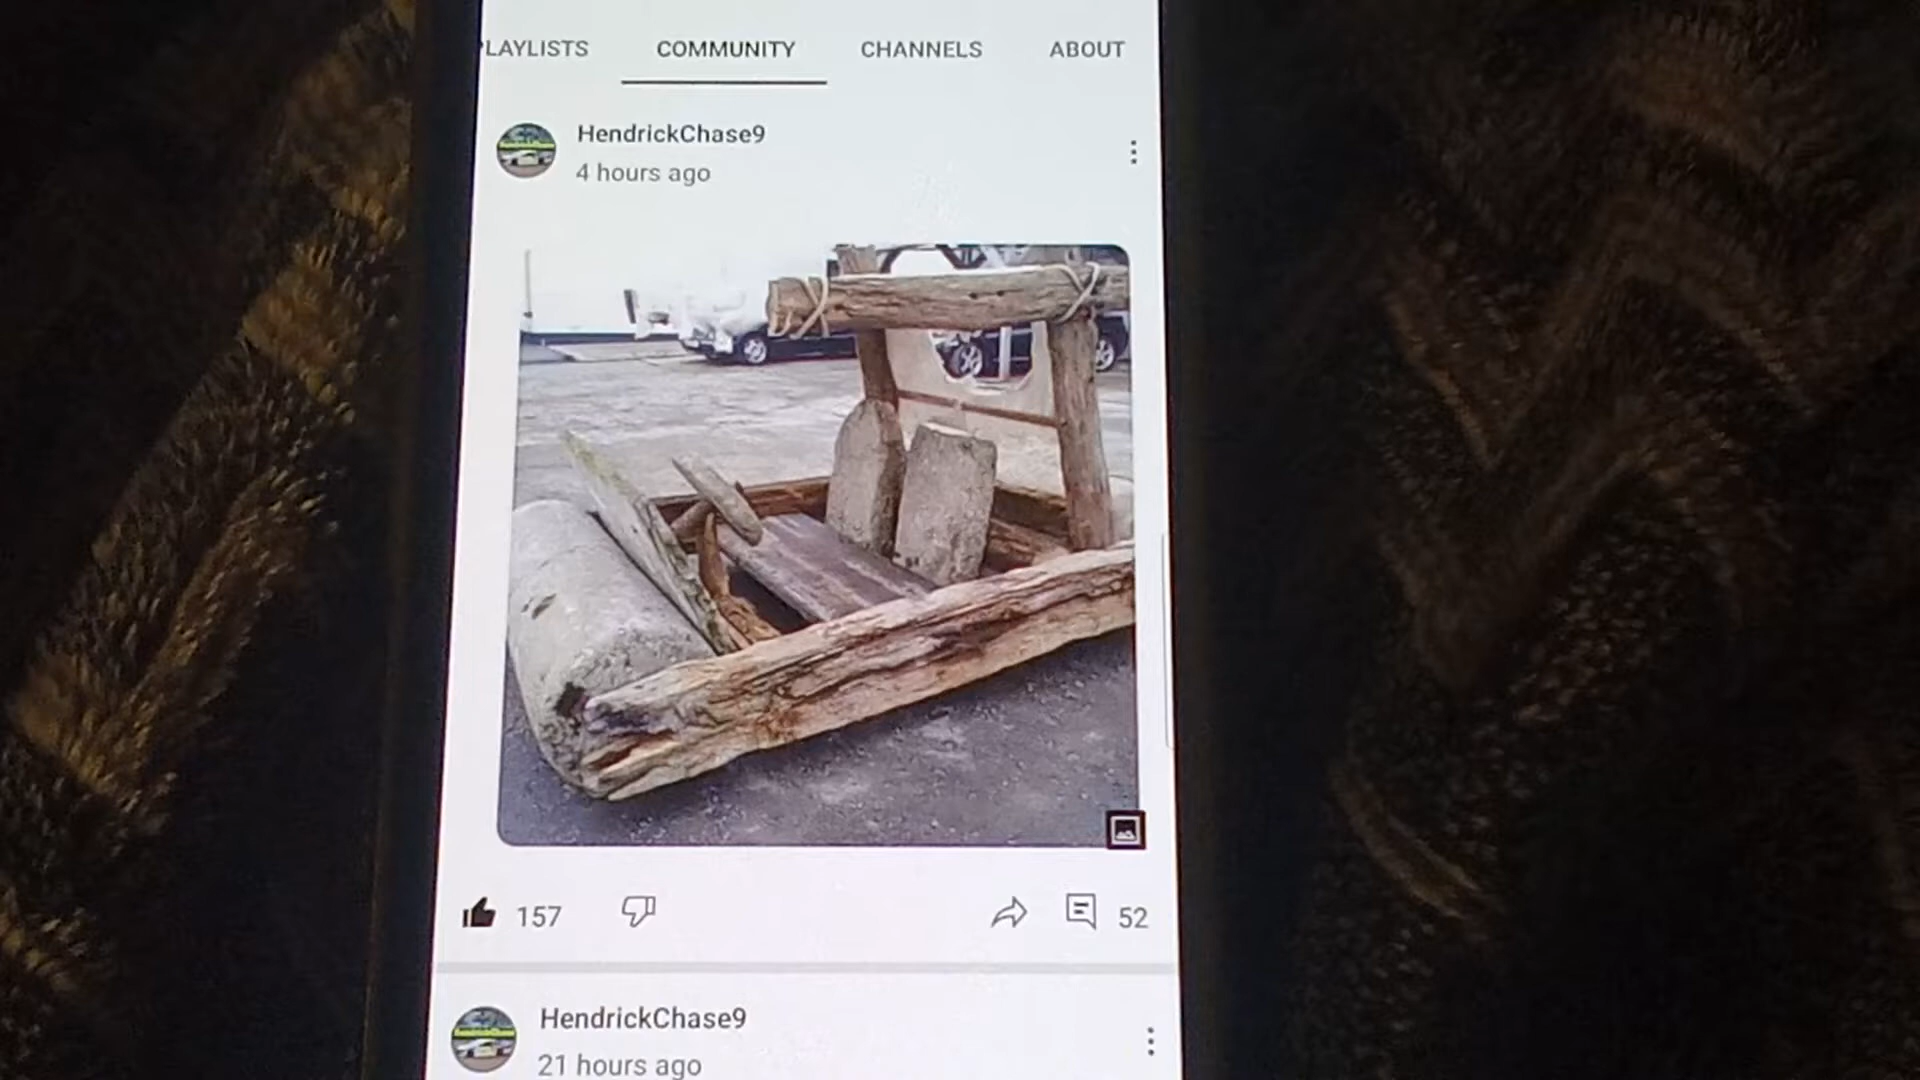 LAYLISTS COMMUNITY CHANNELS ABOUT
HendrickChase9
4 hours ago
157 52
HendrickChase9
21 hours ago